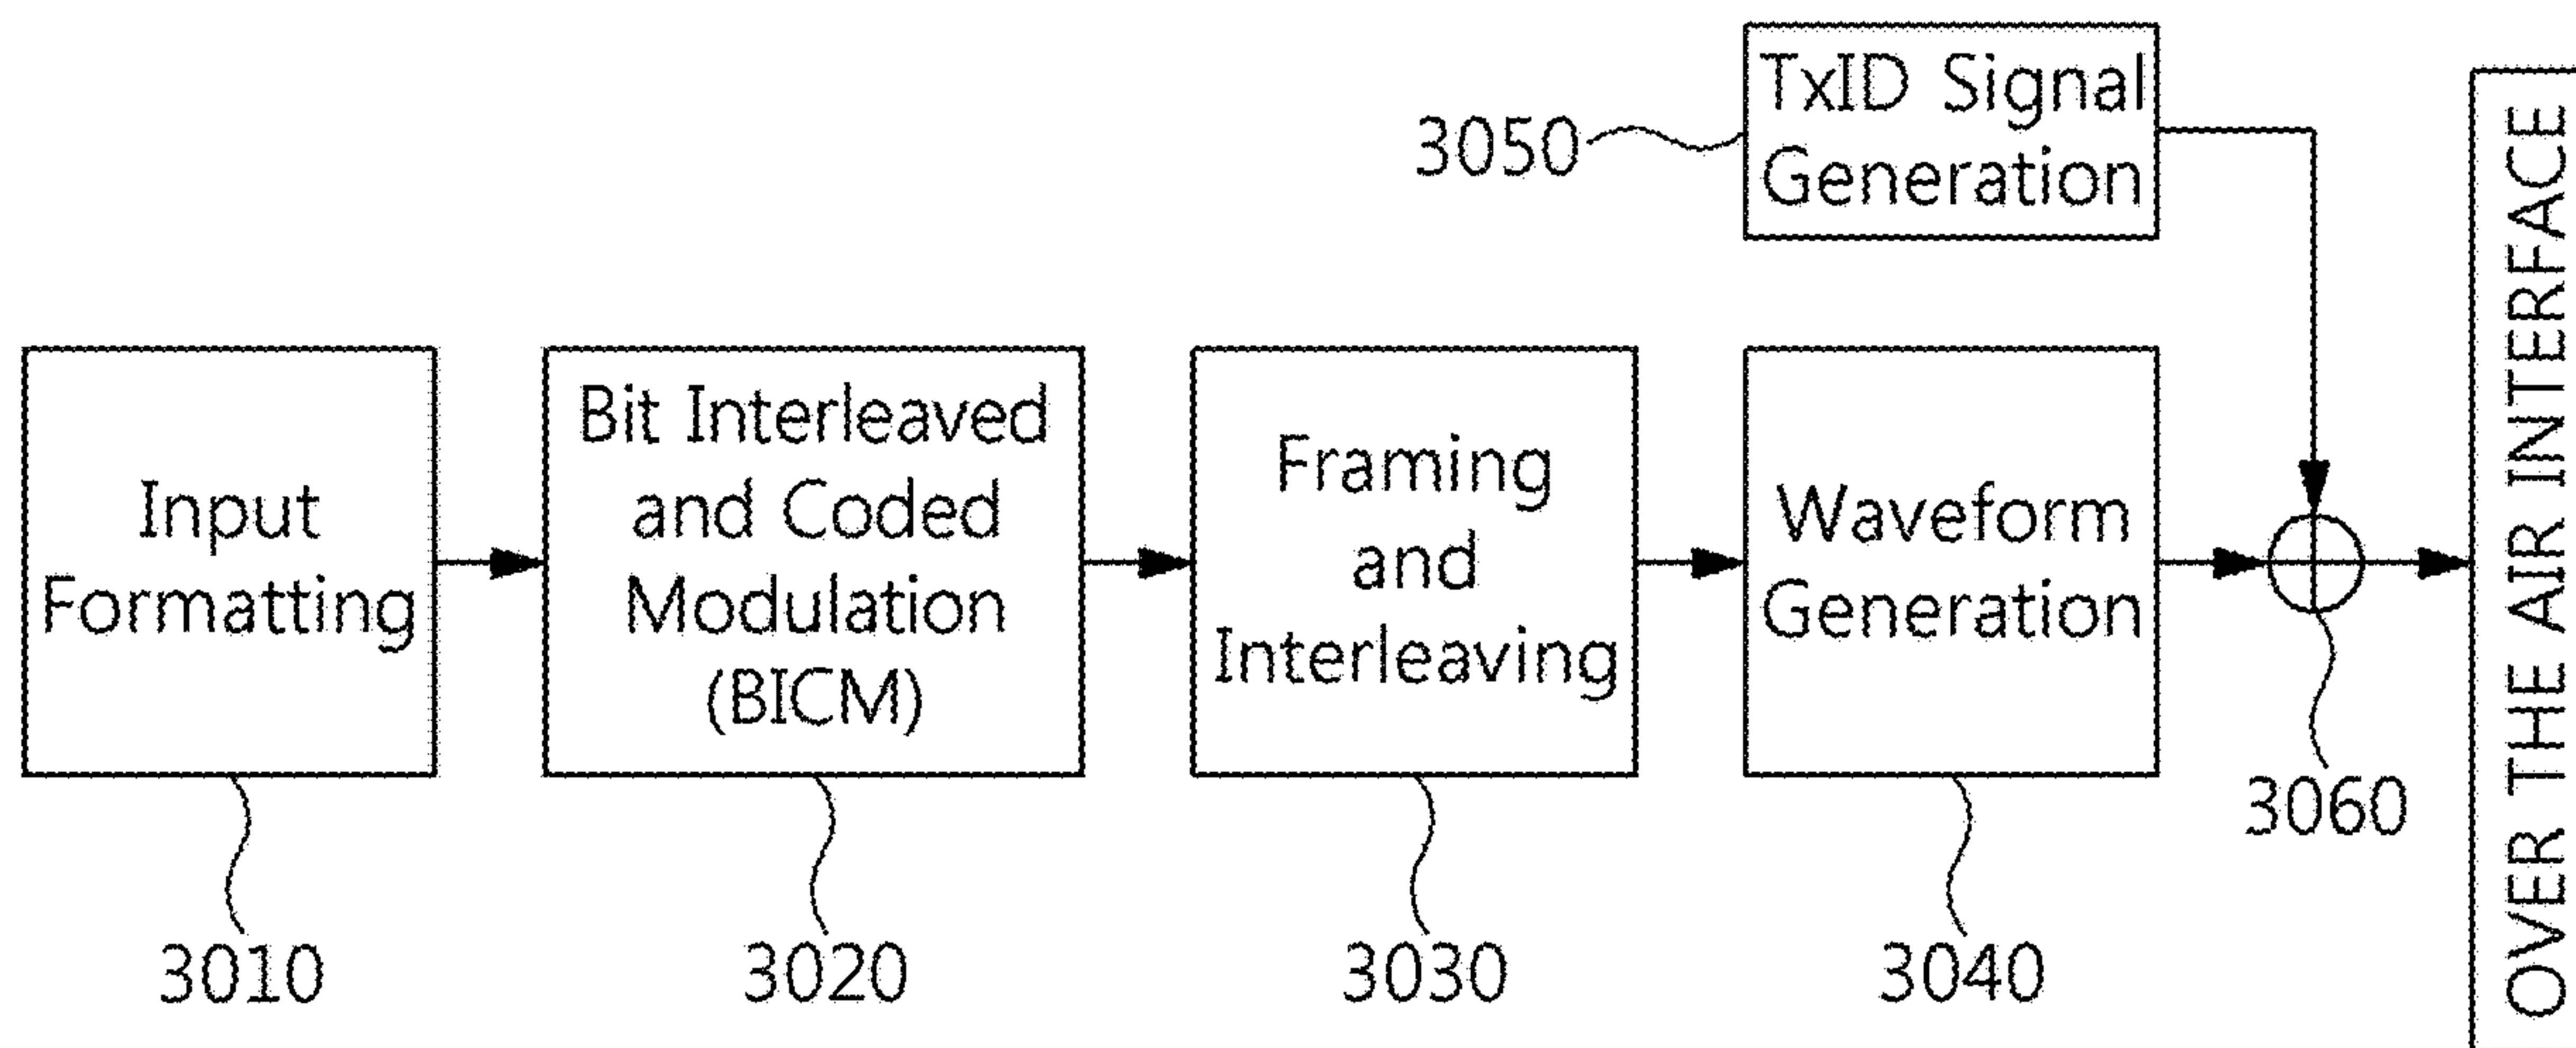 TxID Signal
Generation
3050
Input
Formatting
Bit Interleaved
and Coded
Modulation
(BICM)
Framing
and
Interleaving
Waveform
Generation
OVER THE AIR INTERFACE
3060
3010
3020
3030
3040